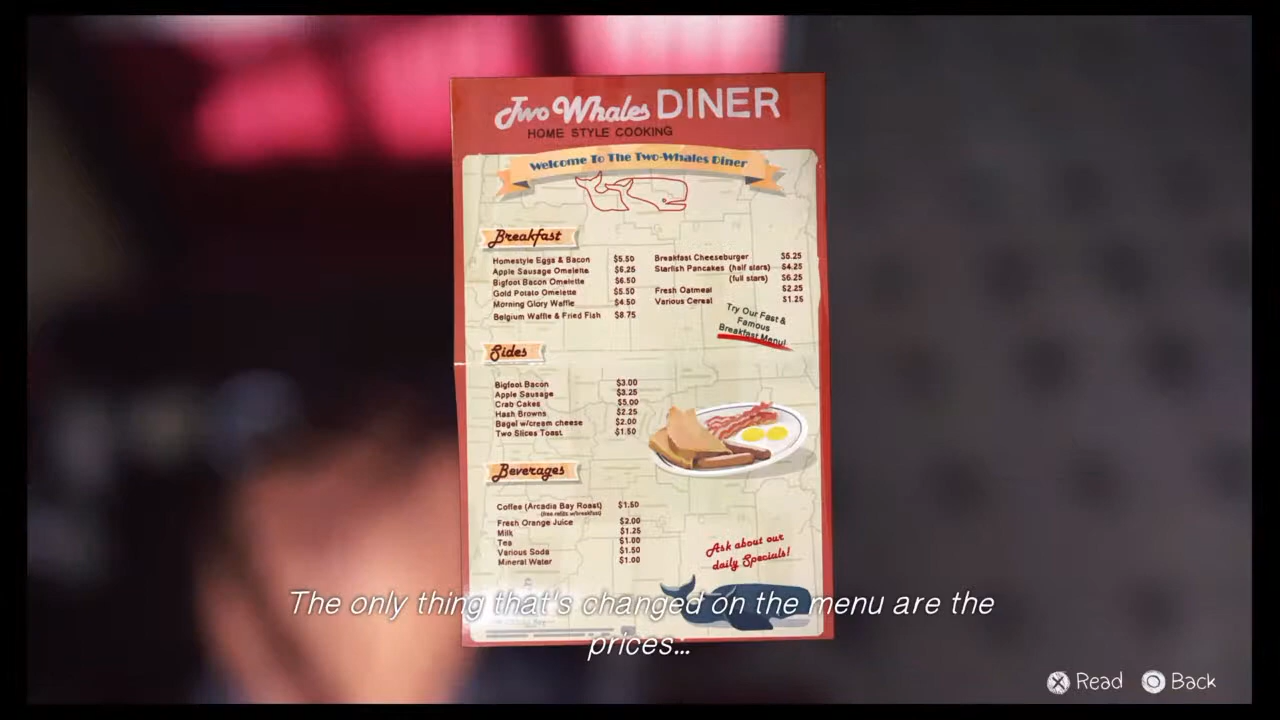 Two Whales DINER
HOME STYLE COOKING
Welcome To The Two-Whales Diner
Breakfast
Homestyle Eggs & Bacon $5.50
Apple Sausage Omelette $6.25
Bigfoot Bacon Omelette $6.50
Gold Potato Omelette $5.50
Morning Glory Waffle $4.50
Belgium Waffle & Fried Fish $8.75
Breakfast Cheeseburger $5.25
Starfish Pancakes (half stars) $4.25
(full stars) $6.25
Fresh Oatmeal $2.25
Various Cereal $1.25
Try Our Fast &
Famous
Breakfast Menu!
Sides
Bigfoot Bacon $3.00
Apple Sausage $3.25
Crab Cakes $5.00
Hash Browns $2.25
Bagel w/cream cheese $2.00
Two Slices Toast $1.50
Beverages
Coffee (Arcadia Bay Roast) $1.50
(free refills w/breakfast)
Fresh Orange Juice $2.00
Milk $1.25
Tea $1.00
Various Soda $1.50
Mineral Water $1.00
Ask about our
daily Specials!
The only thing that's changed on the menu are the
prices...
Read Back